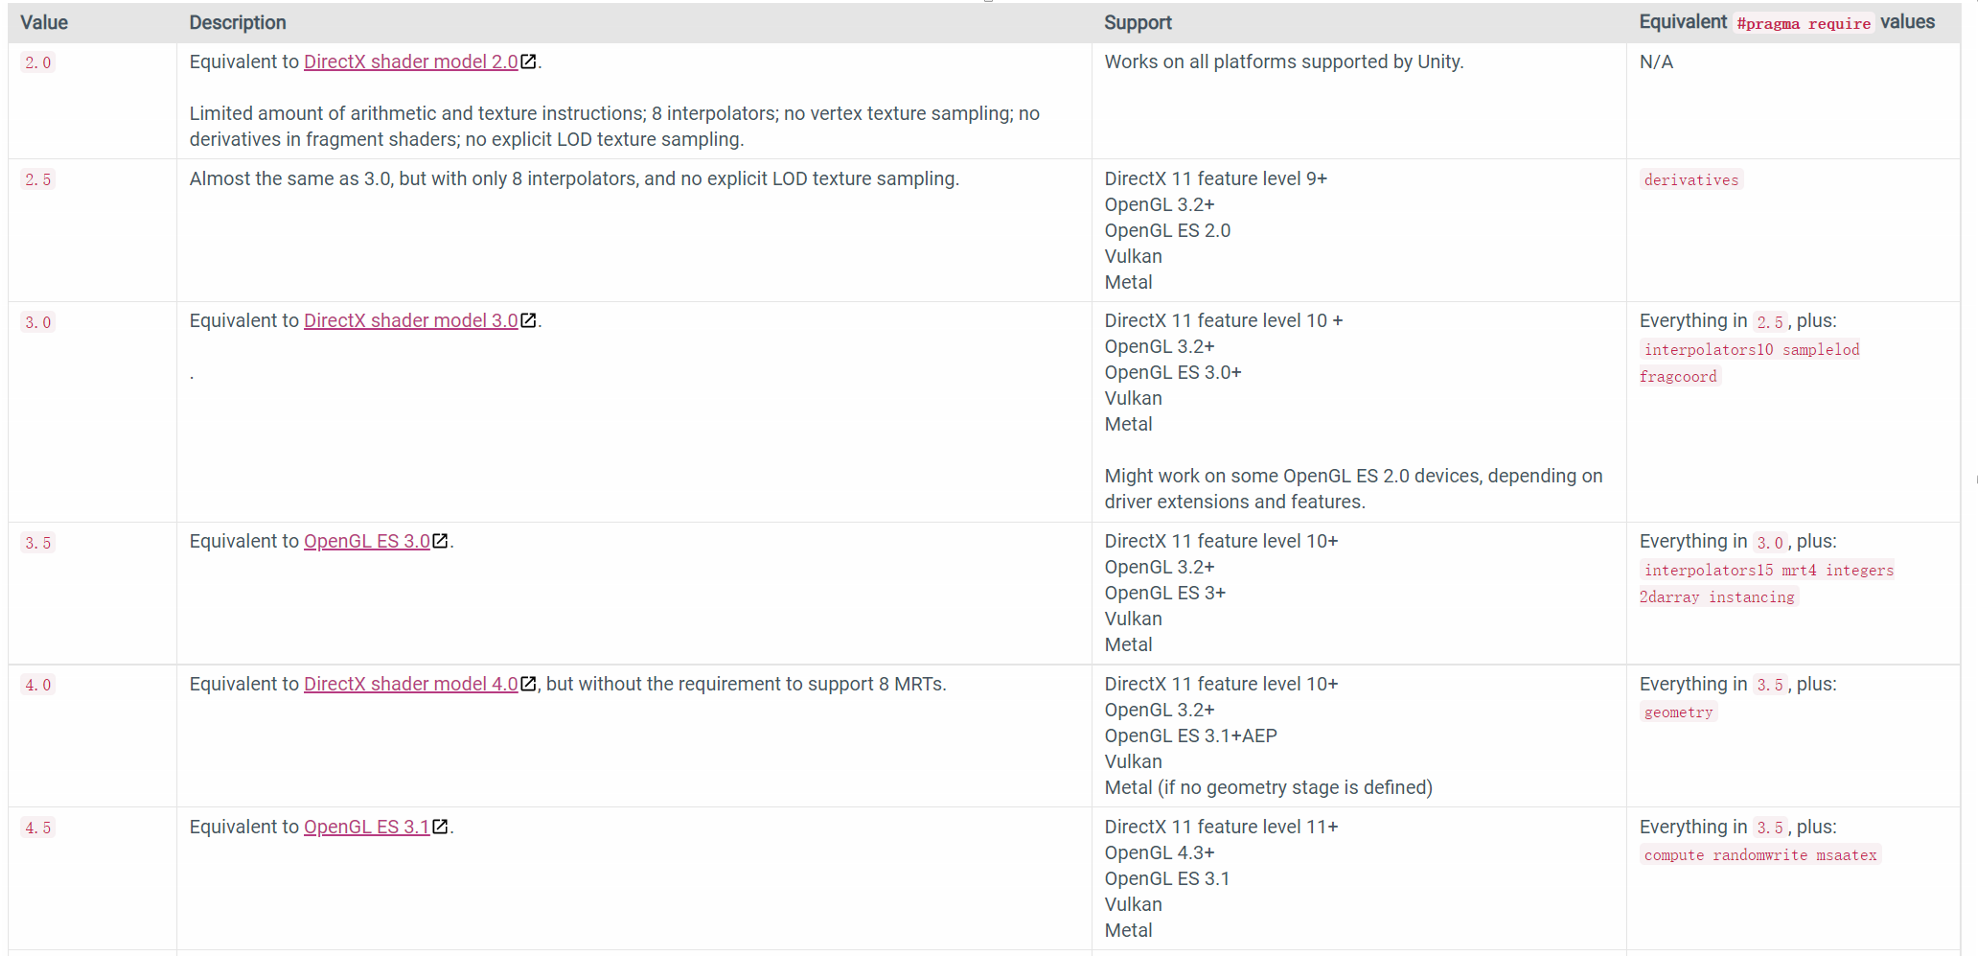 Value Description Support Equivalent #pragma require values
2.0 Equivalent to DirectX shader model 2.0. Works on all platforms supported by Unity. N/A
Limited amount of arithmetic and texture instructions; 8 interpolators; no vertex texture sampling; no
derivatives in fragment shaders; no explicit LOD texture sampling.
2.5 Almost the same as 3.0, but with only 8 interpolators, and no explicit LOD texture sampling. DirectX 11 feature level 9+ derivatives
OpenGL 3.2+
OpenGL ES 2.0
Vulkan
Metal
3.0 Equivalent to DirectX shader model 3.0. DirectX 11 feature level 10 + Everything in 2.5, plus:
OpenGL 3.2+ interpolators10 samplelod
. OpenGL ES 3.0+ fragcoord
Vulkan
Metal
Might work on some OpenGL ES 2.0 devices, depending on
driver extensions and features.
3.5 Equivalent to OpenGL ES 3.0. DirectX 11 feature level 10+ Everything in 3.0, plus:
OpenGL 3.2+ interpolators15 mrt4 integers
OpenGL ES 3+ 2darray instancing
Vulkan
Metal
4.0 Equivalent to DirectX shader model 4.0, but without the requirement to support 8 MRTs. DirectX 11 feature level 10+ Everything in 3.5, plus:
OpenGL 3.2+ geometry
OpenGL ES 3.1+AEP
Vulkan
Metal (if no geometry stage is defined)
4.5 Equivalent to OpenGL ES 3.1. DirectX 11 feature level 11+ Everything in 3.5, plus:
OpenGL 4.3+ compute randomwrite msaatex
OpenGL ES 3.1
Vulkan
Metal